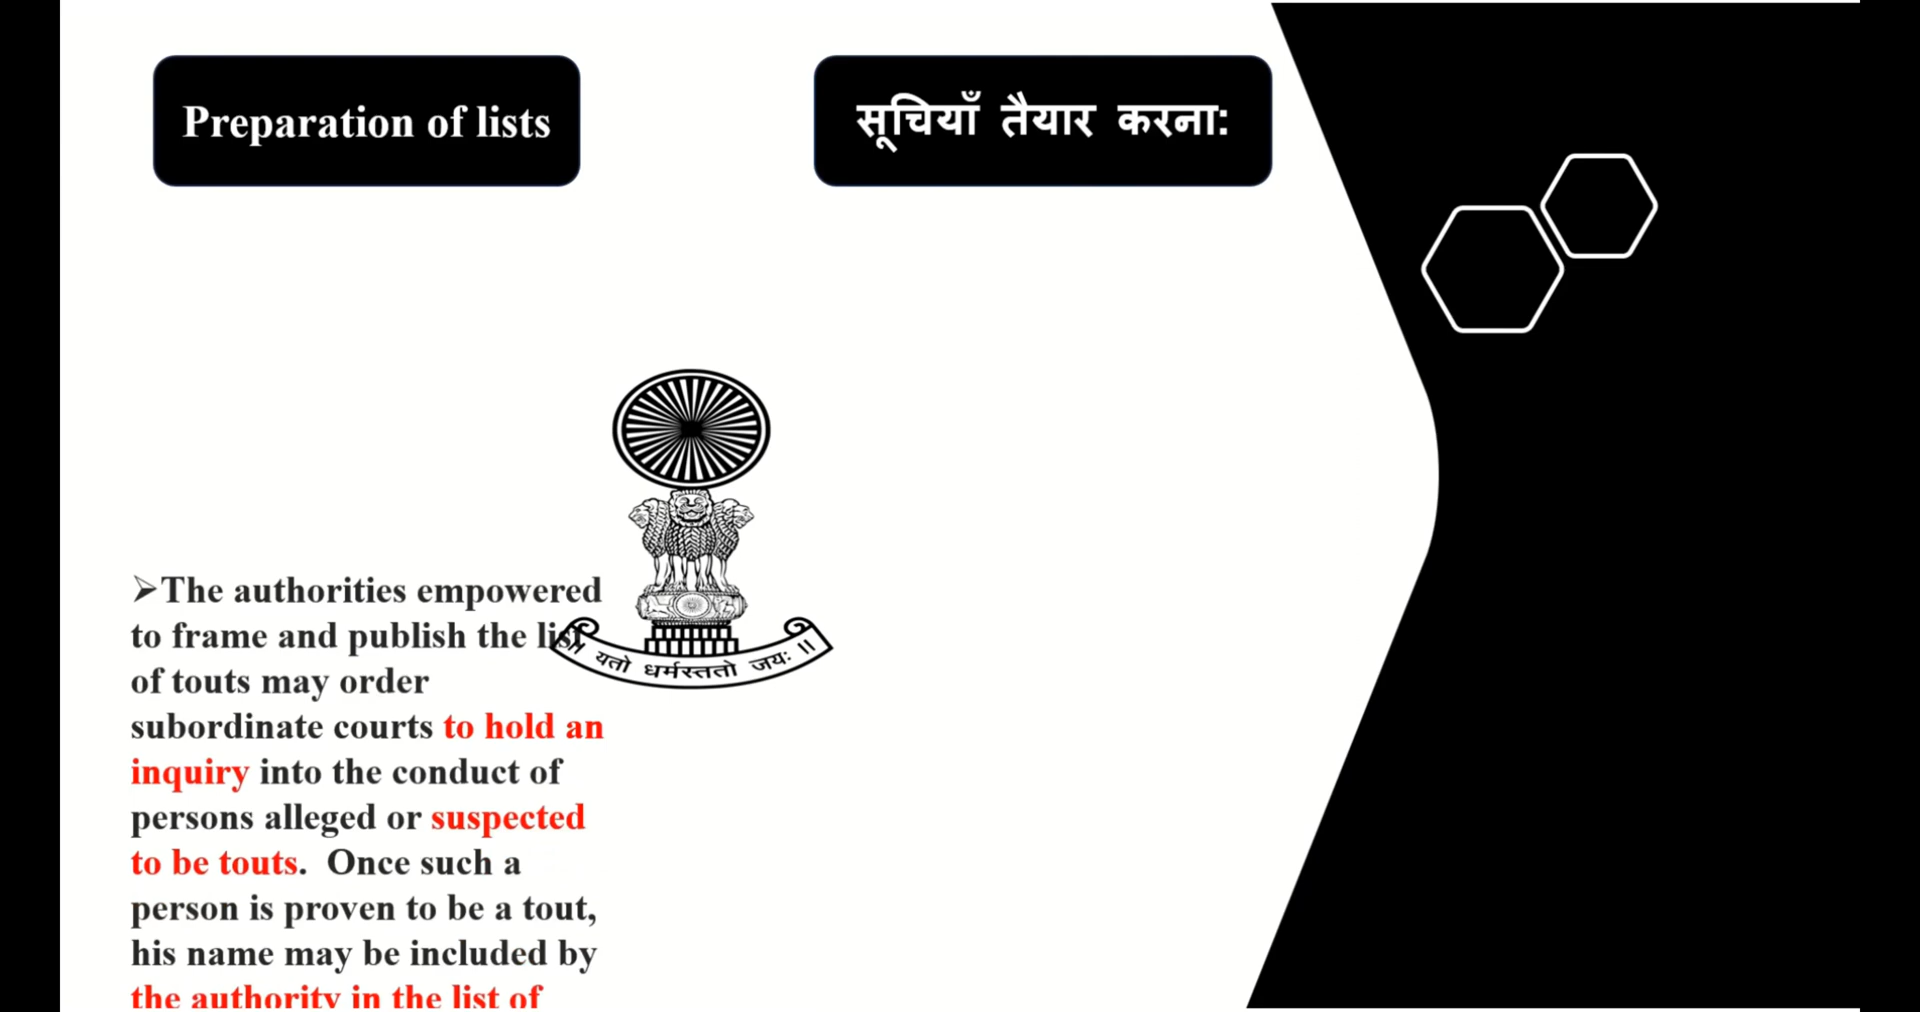 Preparation of lists
सूचियाँ तैयार करना:
➢The authorities empowered
to frame and publish the list
of touts may order
subordinate courts to hold an
inquiry into the conduct of
persons alleged or suspected
to be touts.  Once such a
person is proven to be a tout,
his name may be included by
the authority in the list of
।। यतो धर्मस्ततो जयः ।।